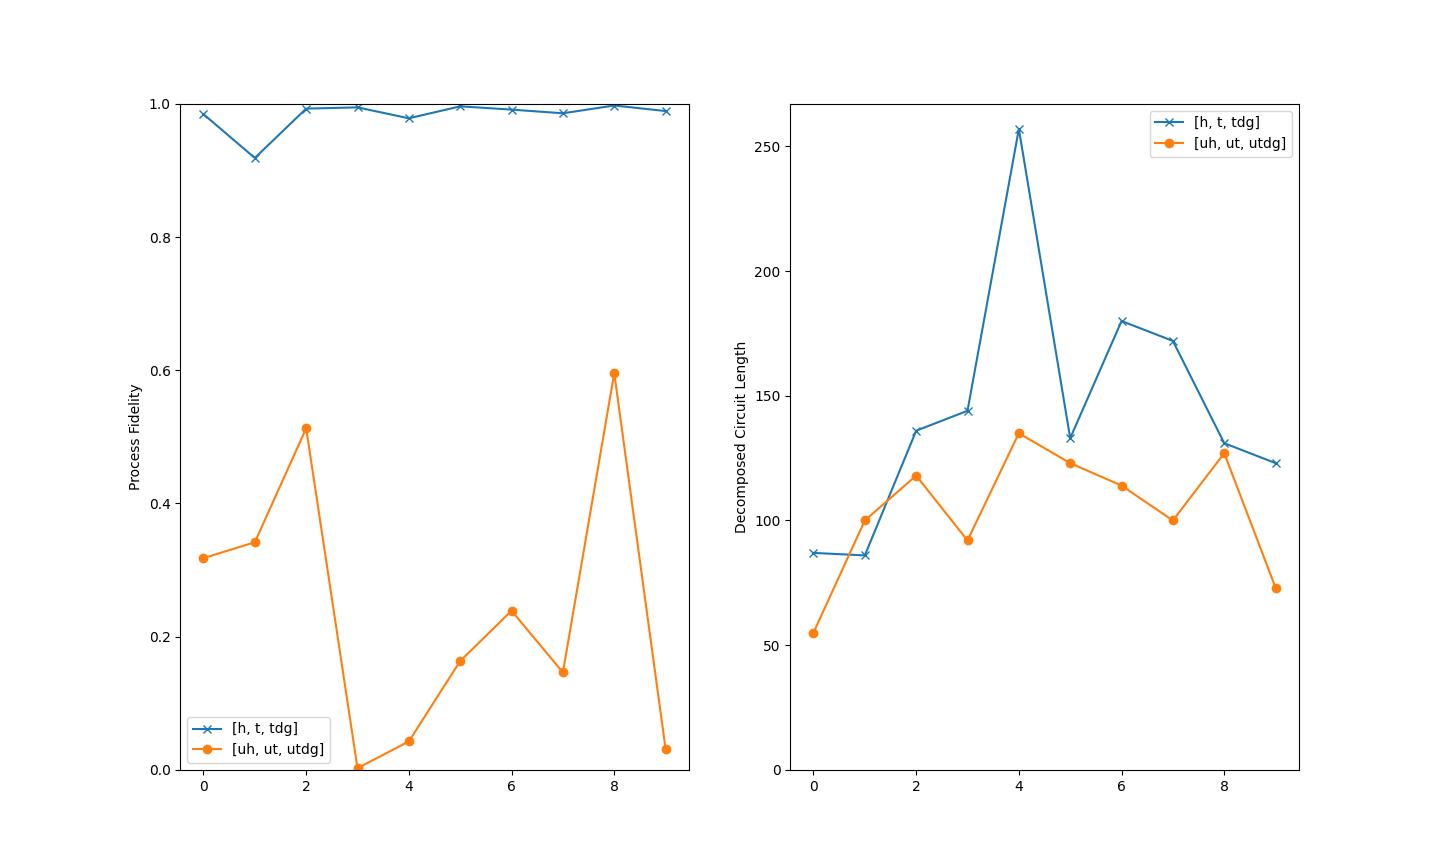 1.0
0.8
0.6
0.4
0.2
0.0
Process Fidelity
[h, t, tdg]
[uh, ut, utdg]
0 2 4 6 8
250
200
150
100
50
0
Decomposed Circuit Length
[h, t, tdg]
[uh, ut, utdg]
0 2 4 6 8